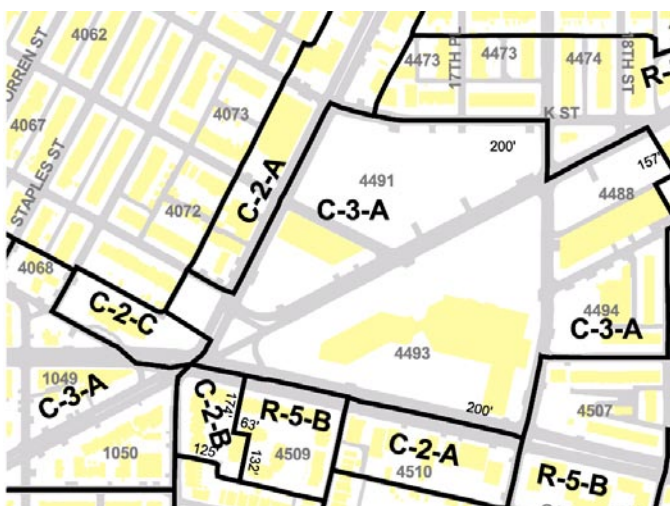 ORREN ST
4062
4473
17TH PL
4473
4474
18TH ST
R-
4067
4073
K ST
200'
157'
STAPLES ST
4072
C-2-A
4491
C-3-A
4488
4068
C-2-C
4494
C-3-A
4493
1049
C-3-A
C-2-B
174'
63'
R-5-B
200'
4507
1050
125'
132'
4509
C-2-A
4510
R-5-B